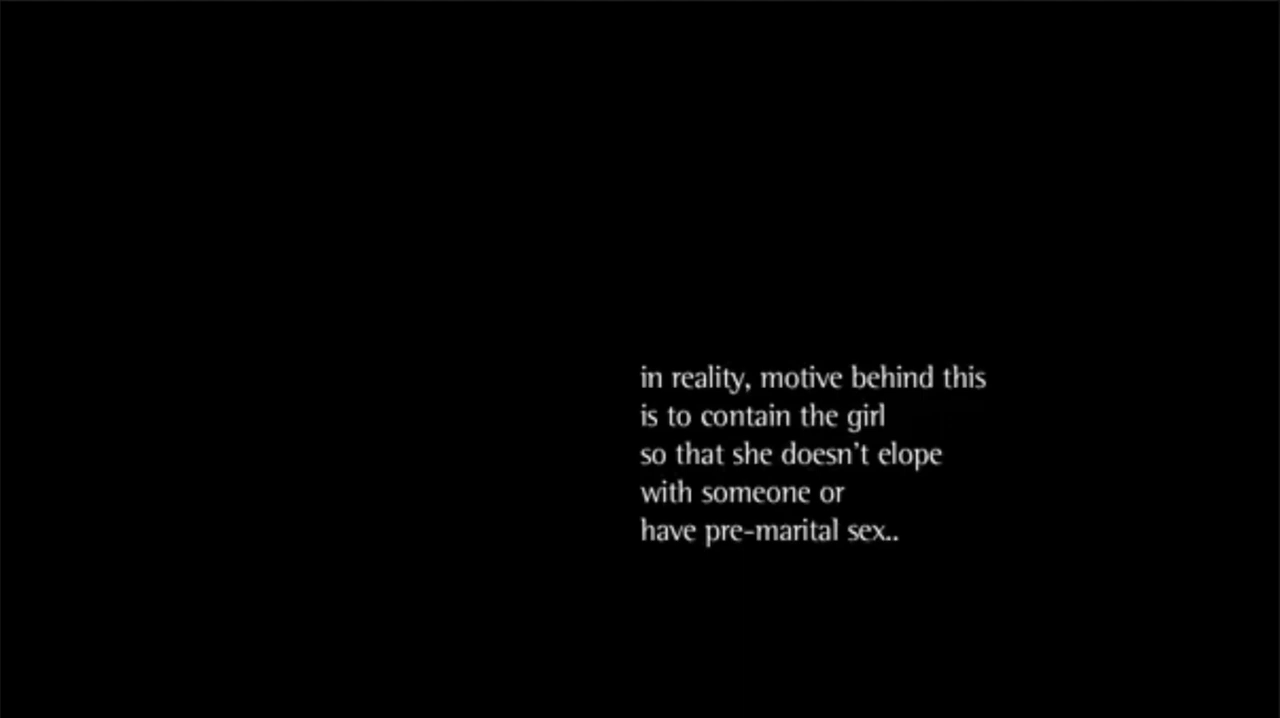 in reality, motive behind this
is to contain the girl
so that she doesn't elope
with someone or
have pre-marital sex..